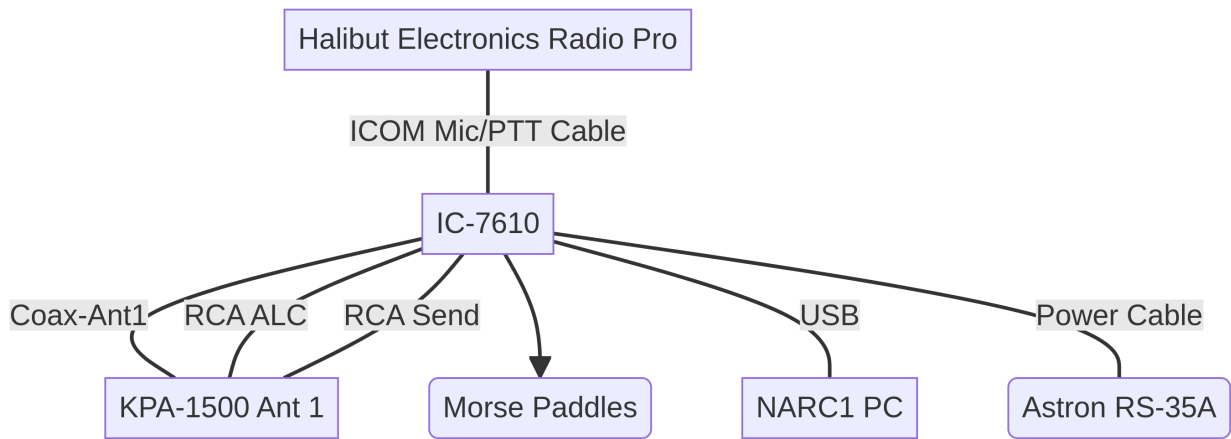 Halibut Electronics Radio Pro
ICOM Mic/PTT Cable
IC-7610
Coax-Ant1
RCA ALC
RCA Send
USB
Power Cable
KPA-1500 Ant 1
Morse Paddles
NARC1 PC
Astron RS-35A